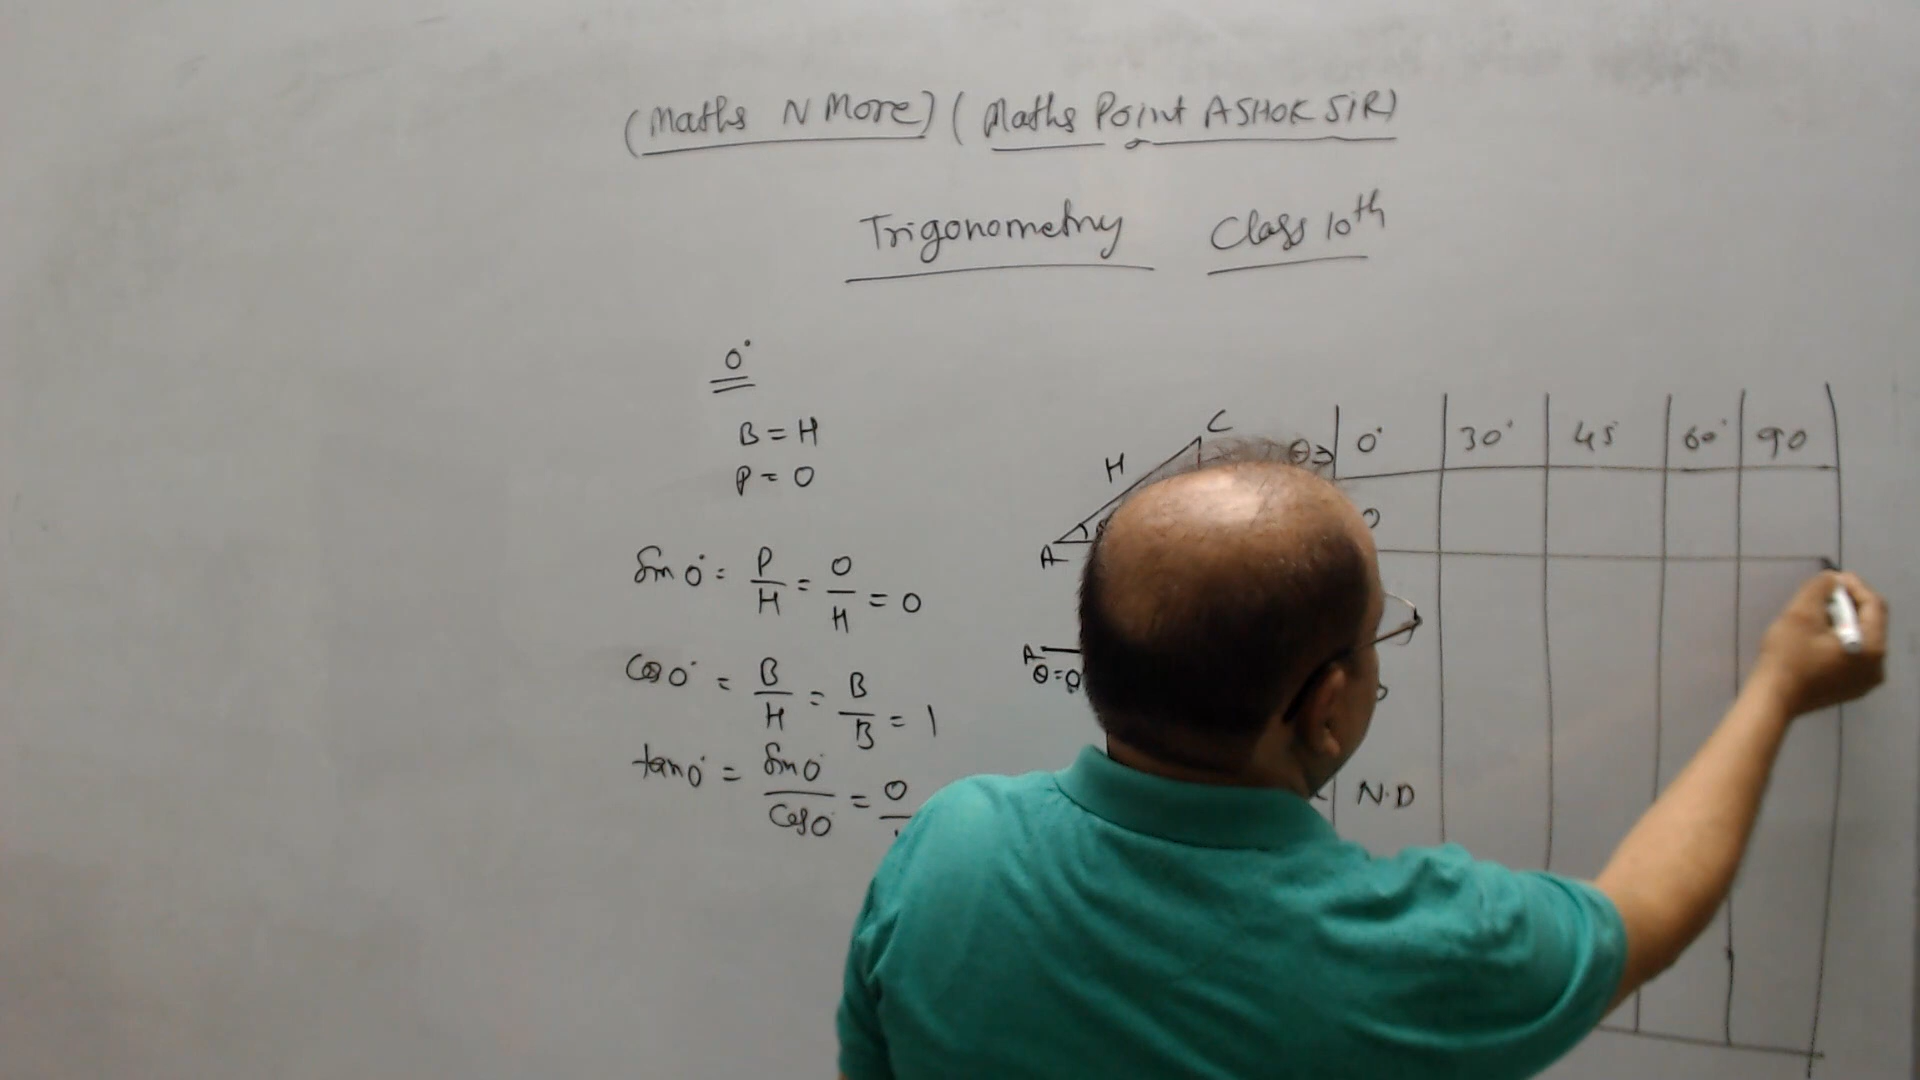 (Maths N More) (Maths Point ASHOK SIR)
Trigonometry Class 10th
0°
B = H
P = 0
Sin 0° = P/H = 0/H = 0
Cos 0° = B/H = B/B = 1
tan 0° = Sin 0°/Cos 0° = 0
C
H
A
A
θ=0
θ⇒ 0° 30° 45 60° 90
0
N.D